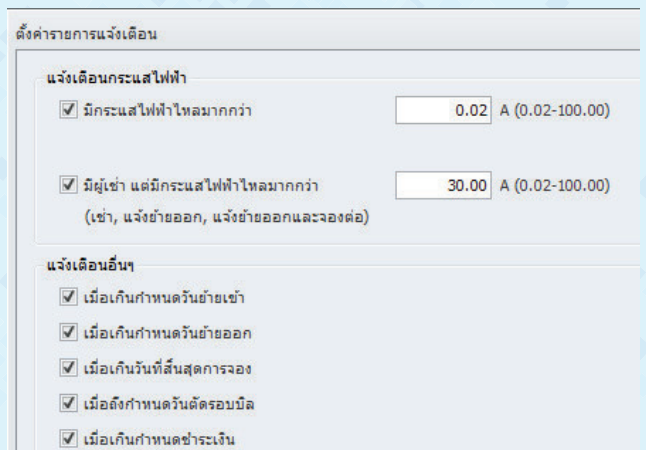 ตั้งค่ารายการแจ้งเตือน
แจ้งเตือนกระแสไฟฟ้า
มีกระแสไฟฟ้าไหลมากกว่า 0.02 A (0.02-100.00)
มีผู้เช่า แต่มีกระแสไฟฟ้าไหลมากกว่า 30.00 A (0.02-100.00)
(เช่า, แจ้งย้ายออก, แจ้งย้ายออกและจองต่อ)
แจ้งเตือนอื่นๆ
เมื่อเกินกำหนดวันย้ายเข้า
เมื่อเกินกำหนดวันย้ายออก
เมื่อเกินวันที่สิ้นสุดการจอง
เมื่อถึงกำหนดวันตัดรอบบิล
เมื่อเกินกำหนดชำระเงิน